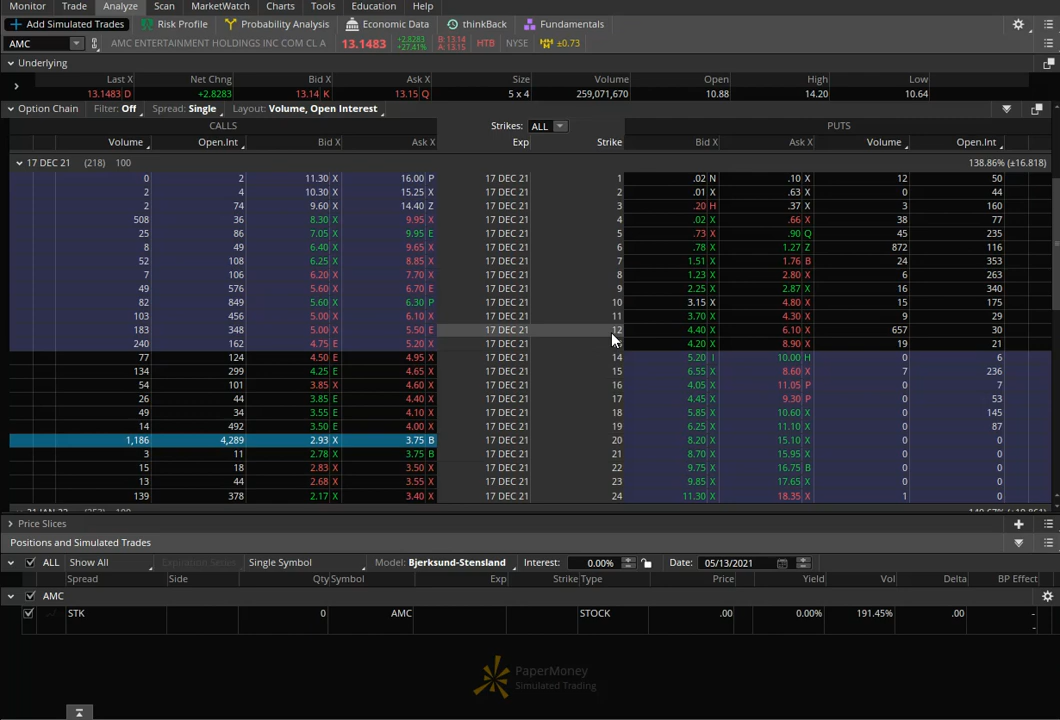 Monitor Trade Analyze Scan MarketWatch Charts Tools Education Help
Add Simulated Trades Risk Profile Probability Analysis Economic Data thinkBack Fundamentals
AMC AMC ENTERTAINMENT HOLDINGS INC COM CL A 13.1483 +2.8283 +27.41% B: 13.14 A: 13.15 HTB NYSE ±0.73
Underlying
Last X Net Chng Bid X Ask X Size Volume Open High Low
13.1483 D +2.8283 13.14 K 13.15 Q 5 x 4 259,071,670 10.88 14.20 10.64
Option Chain Filter: Off Spread: Single Layout: Volume, Open Interest
CALLS Strikes: ALL PUTS
Volume Open.Int Bid X Ask X Exp Strike Bid X Ask X Volume Open.Int
17 DEC 21 (218) 100 138.86% (±16.818)
0 2 11.30 X 16.00 P 17 DEC 21 1 .02 N .10 X 12 50
2 4 10.30 X 15.25 X 17 DEC 21 2 .01 X .63 X 0 44
2 74 9.60 X 14.40 Z 17 DEC 21 3 .20 H .37 X 3 160
508 36 8.30 X 9.95 X 17 DEC 21 4 .02 X .66 X 38 77
25 86 7.05 X 9.95 E 17 DEC 21 5 .73 X .90 Q 45 235
8 49 6.40 X 9.65 X 17 DEC 21 6 .78 X 1.27 Z 872 116
52 108 6.25 X 8.85 X 17 DEC 21 7 1.51 X 1.76 B 24 353
7 106 6.20 X 7.70 X 17 DEC 21 8 1.23 X 2.80 X 6 263
49 576 5.60 X 6.70 E 17 DEC 21 9 2.25 X 2.87 X 16 340
82 849 5.60 X 6.30 P 17 DEC 21 10 3.15 X 4.80 X 15 175
103 456 5.00 X 6.10 X 17 DEC 21 11 3.70 X 4.30 X 9 29
183 348 5.00 X 5.50 E 17 DEC 21 12 4.40 X 6.10 X 657 30
240 162 4.75 E 5.20 X 17 DEC 21 4.20 X 8.90 X 19 21
77 124 4.50 E 4.95 X 17 DEC 21 14 5.20 I 10.00 H 0 6
134 299 4.25 E 4.65 X 17 DEC 21 15 6.55 X 8.60 X 7 236
54 101 3.85 X 4.60 X 17 DEC 21 16 4.05 X 11.05 P 0 7
26 44 3.85 E 4.40 X 17 DEC 21 17 4.45 X 9.30 P 0 53
49 34 3.55 E 4.10 X 17 DEC 21 18 5.85 X 10.60 X 0 145
14 492 3.50 E 4.00 X 17 DEC 21 19 6.25 X 11.10 X 0 87
1,186 4,289 2.93 X 3.75 B 17 DEC 21 20 8.20 X 15.10 X 0 0
3 11 2.78 X 3.75 B 17 DEC 21 21 8.70 X 15.95 X 0 0
15 18 2.83 X 3.50 X 17 DEC 21 22 9.75 X 16.75 B 0 0
13 44 2.68 X 3.55 X 17 DEC 21 23 9.85 X 17.65 X 0 0
139 378 2.17 X 3.40 X 17 DEC 21 24 11.30 X 18.35 X 1 0
Price Slices
Positions and Simulated Trades
ALL Show All Expiration Series Single Symbol Model: Bjerksund-Stensland Interest: 0.00% Date: 05/13/2021
Spread Side Qty Symbol Exp Strike Type Price Yield Vol Delta BP Effect
AMC
STK 0 AMC STOCK .00 0.00% 191.45% .00 -
-
PaperMoney
Simulated Trading